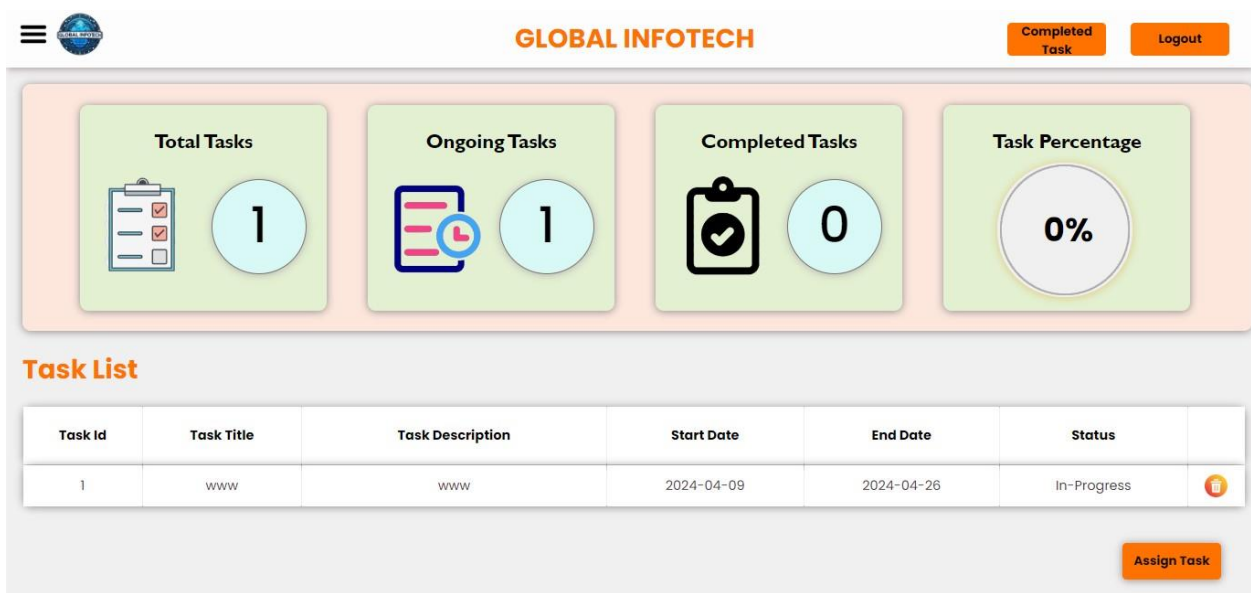 GLOBAL INFOTECH
GLOBAL INFOTECH
Completed
Task
Logout
Total Tasks
Ongoing Tasks
Completed Tasks
Task Percentage
1
1
0
0%
Task List
Task Id
Task Title
Task Description
Start Date
End Date
Status
1
www
www
2024-04-09
2024-04-26
In-Progress
Assign Task